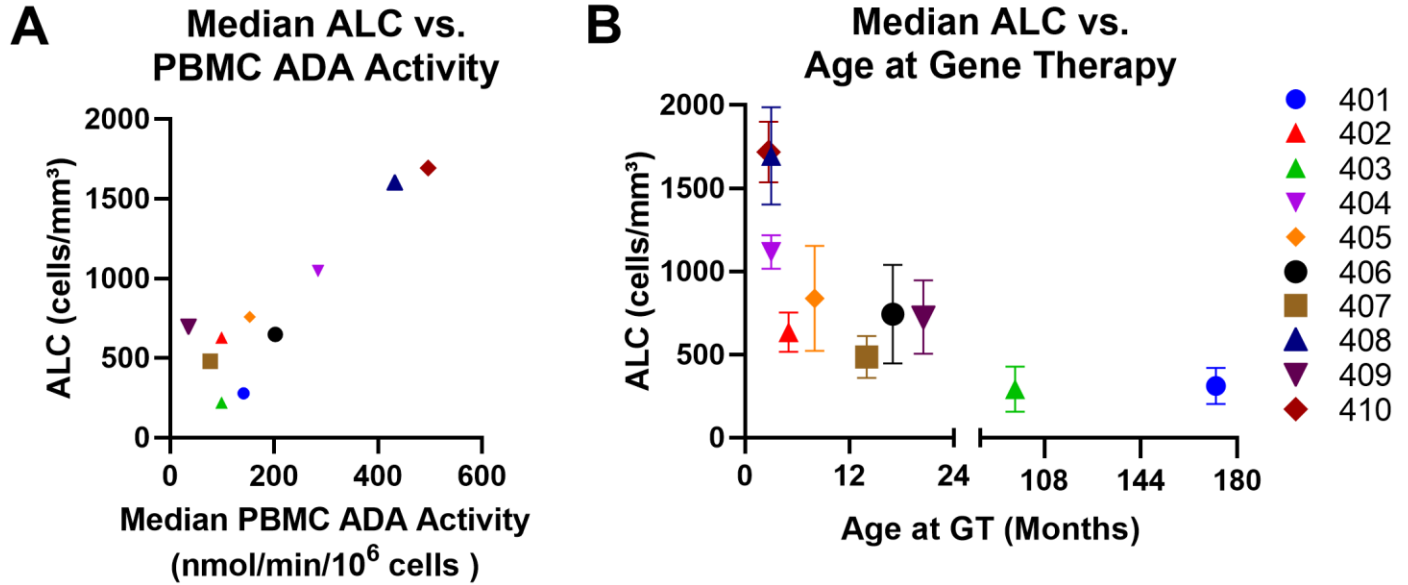 A
Median ALC vs.
PBMC ADA Activity
ALC (cells/mm³)
2000
1500
1000
500
0
0 200 400 600
Median PBMC ADA Activity
(nmol/min/10⁶ cells )
B
Median ALC vs.
Age at Gene Therapy
ALC (cells/mm³)
2000
1500
1000
500
0
0 12 24 108 144 180
Age at GT (Months)
401
402
403
404
405
406
407
408
409
410